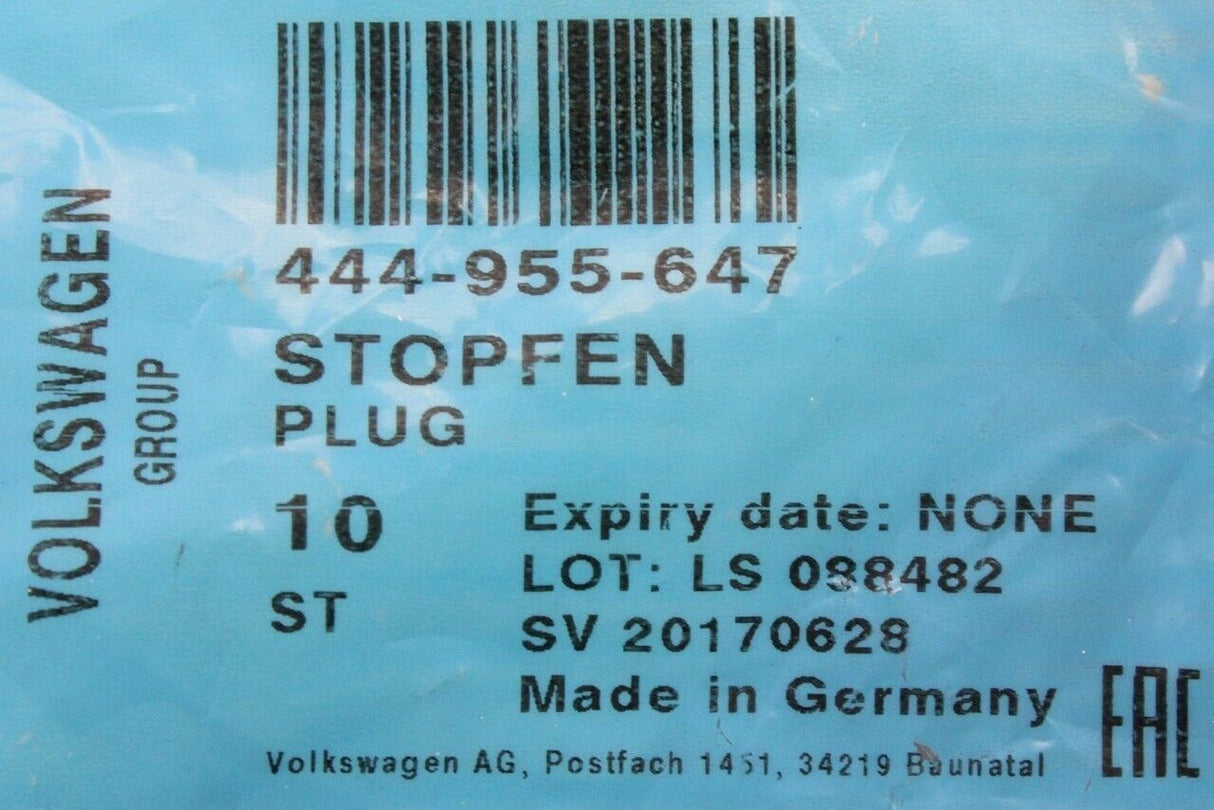 VOLKSWAGEN
GROUP
444-955-647
STOPFEN
PLUG
10
ST
Expiry date: NONE
LOT: LS 088482
SV 20170628
Made in Germany
EAC
Volkswagen AG, Postfach 1451, 34219 Baunatal